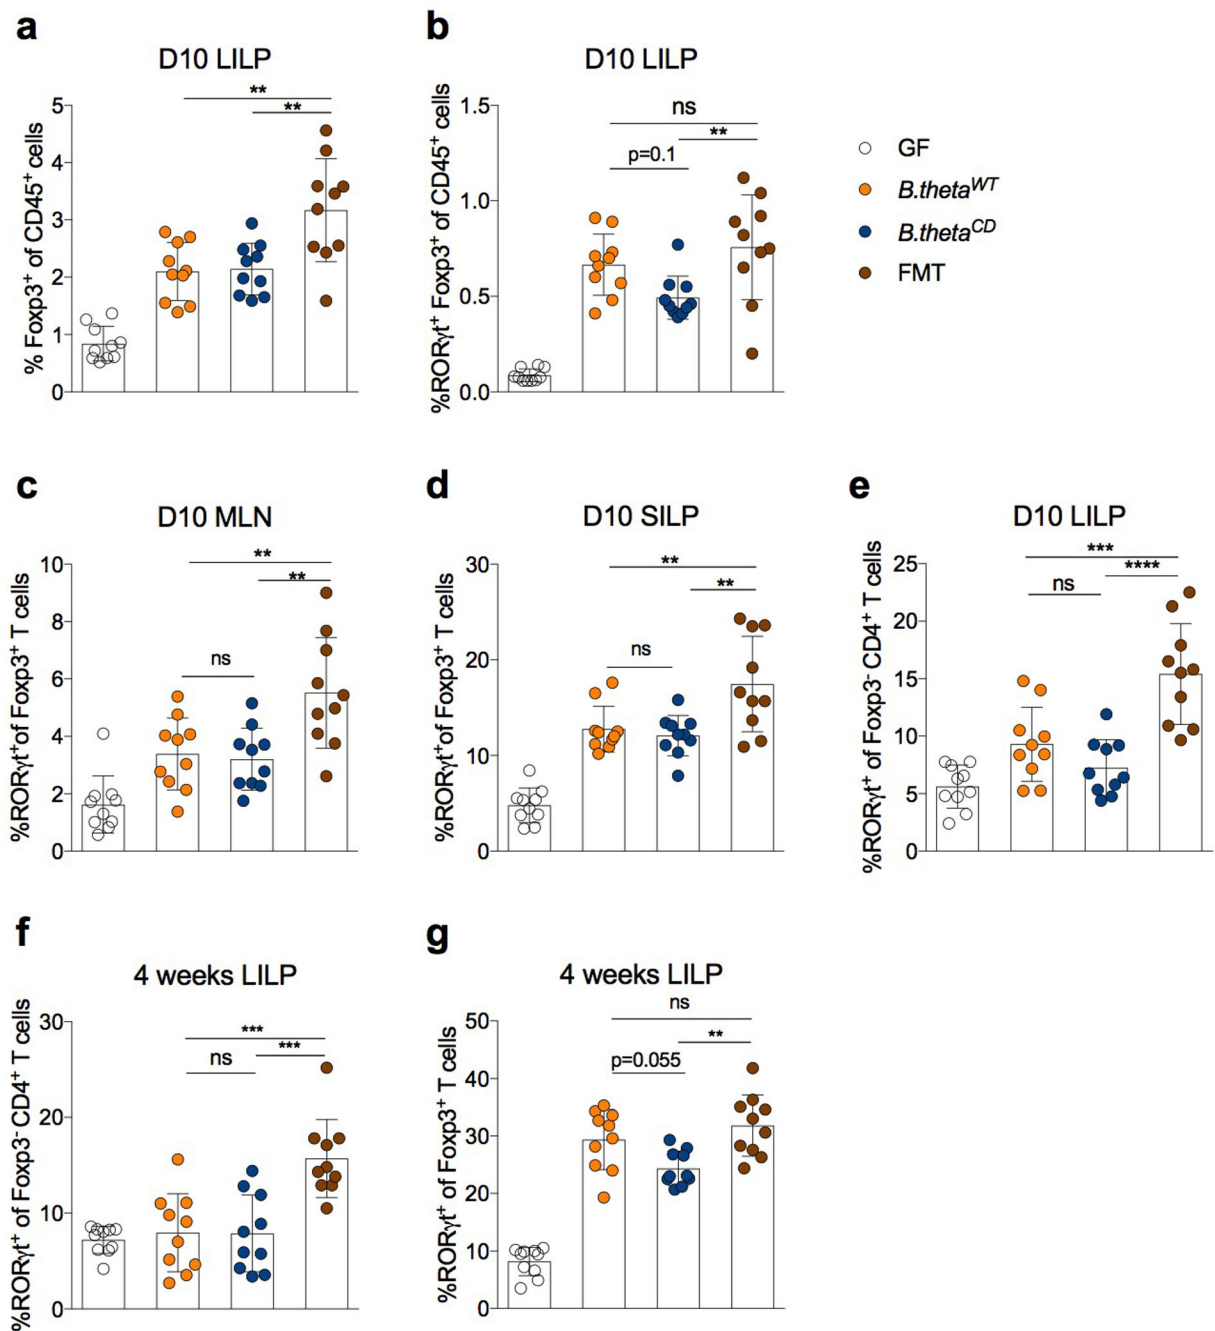 a
D10 LILP
**
**
% Foxp3⁺ of CD45⁺ cells
5
4
3
2
1
0
b
D10 LILP
ns
**
p=0.1
%RORγt⁺ Foxp3⁺ of CD45⁺ cells
1.5
1.0
0.5
0.0
GF
B.theta^WT
B.theta^CD
FMT
c
D10 MLN
**
**
ns
%RORγt⁺of Foxp3⁺ T cells
10
8
6
4
2
0
d
D10 SILP
**
**
ns
%RORγt⁺of Foxp3⁺ T cells
30
20
10
0
e
D10 LILP
***
****
ns
%RORγt⁺ of Foxp3⁻ CD4⁺ T cells
25
20
15
10
5
0
f
4 weeks LILP
***
***
ns
%RORγt⁺ of Foxp3⁻ CD4⁺ T cells
30
20
10
0
g
4 weeks LILP
ns
**
p=0.055
%RORγt⁺ of Foxp3⁺ T cells
50
40
30
20
10
0